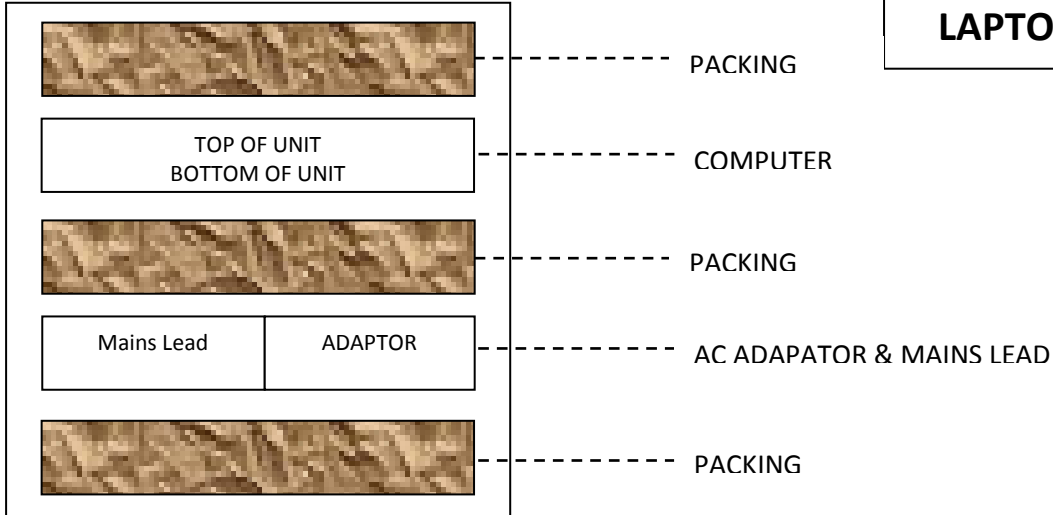 LAPTO
PACKING
TOP OF UNIT
BOTTOM OF UNIT
COMPUTER
PACKING
Mains Lead
ADAPTOR
AC ADAPATOR & MAINS LEAD
PACKING